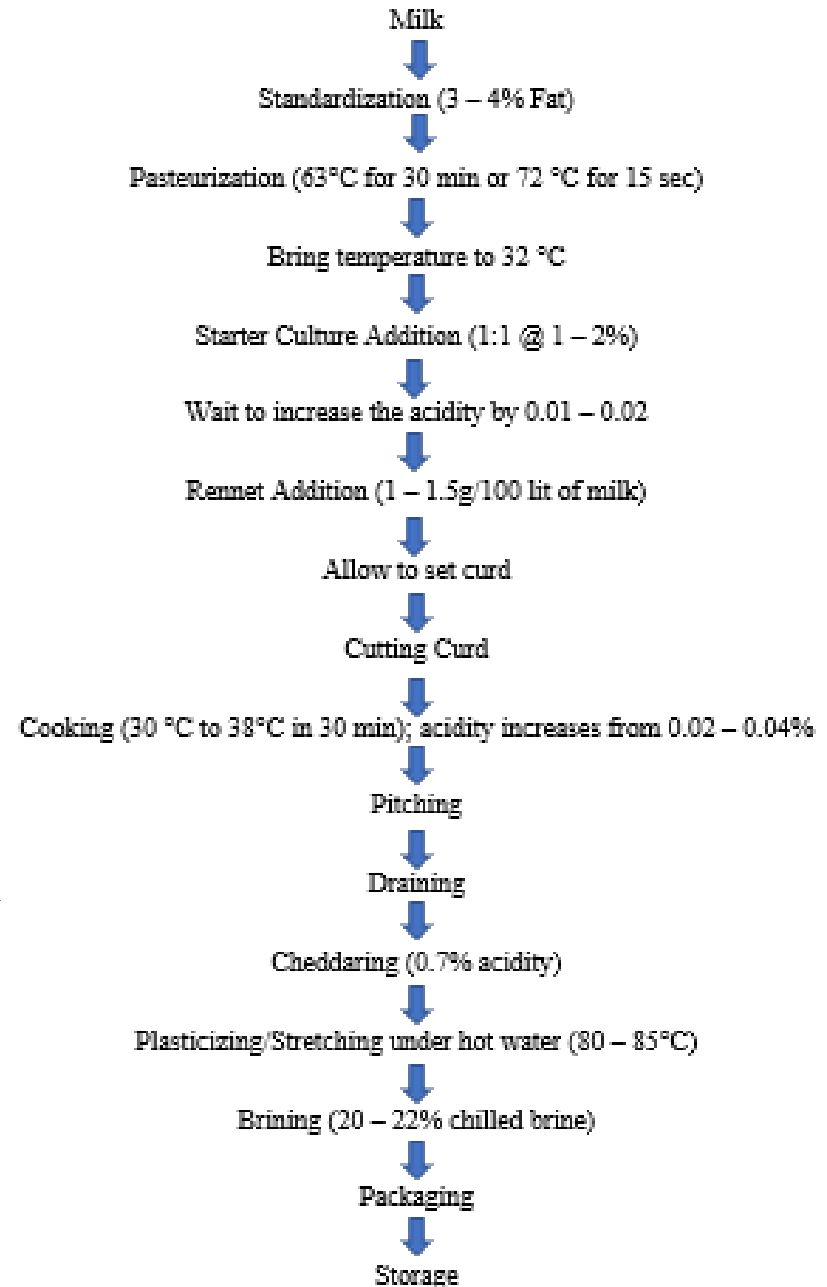 Milk
Standardization (3 – 4% Fat)
Pasteurization (63°C for 30 min or 72 °C for 15 sec)
Bring temperature to 32 °C
Starter Culture Addition (1:1 @ 1 – 2%)
Wait to increase the acidity by 0.01 – 0.02
Rennet Addition (1 – 1.5g/100 lit of milk)
Allow to set curd
Cutting Curd
Cooking (30 °C to 38°C in 30 min); acidity increases from 0.02 – 0.04%
Pitching
Draining
Cheddaring (0.7% acidity)
Plasticizing/Stretching under hot water (80 – 85°C)
Brining (20 – 22% chilled brine)
Packaging
Storage